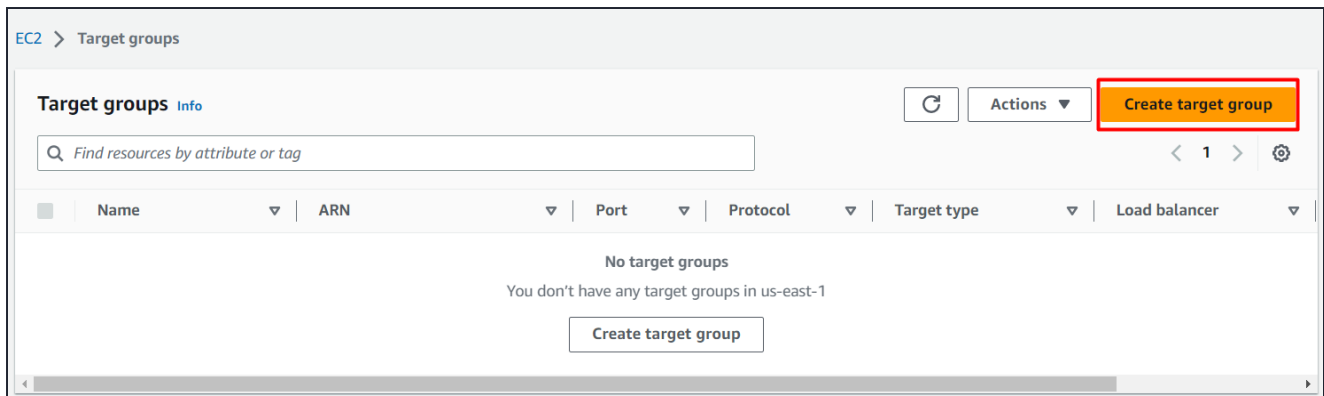 EC2 > Target groups
Target groups Info
Actions Create target group
Find resources by attribute or tag
1
Name ARN Port Protocol Target type Load balancer
No target groups
You don't have any target groups in us-east-1
Create target group